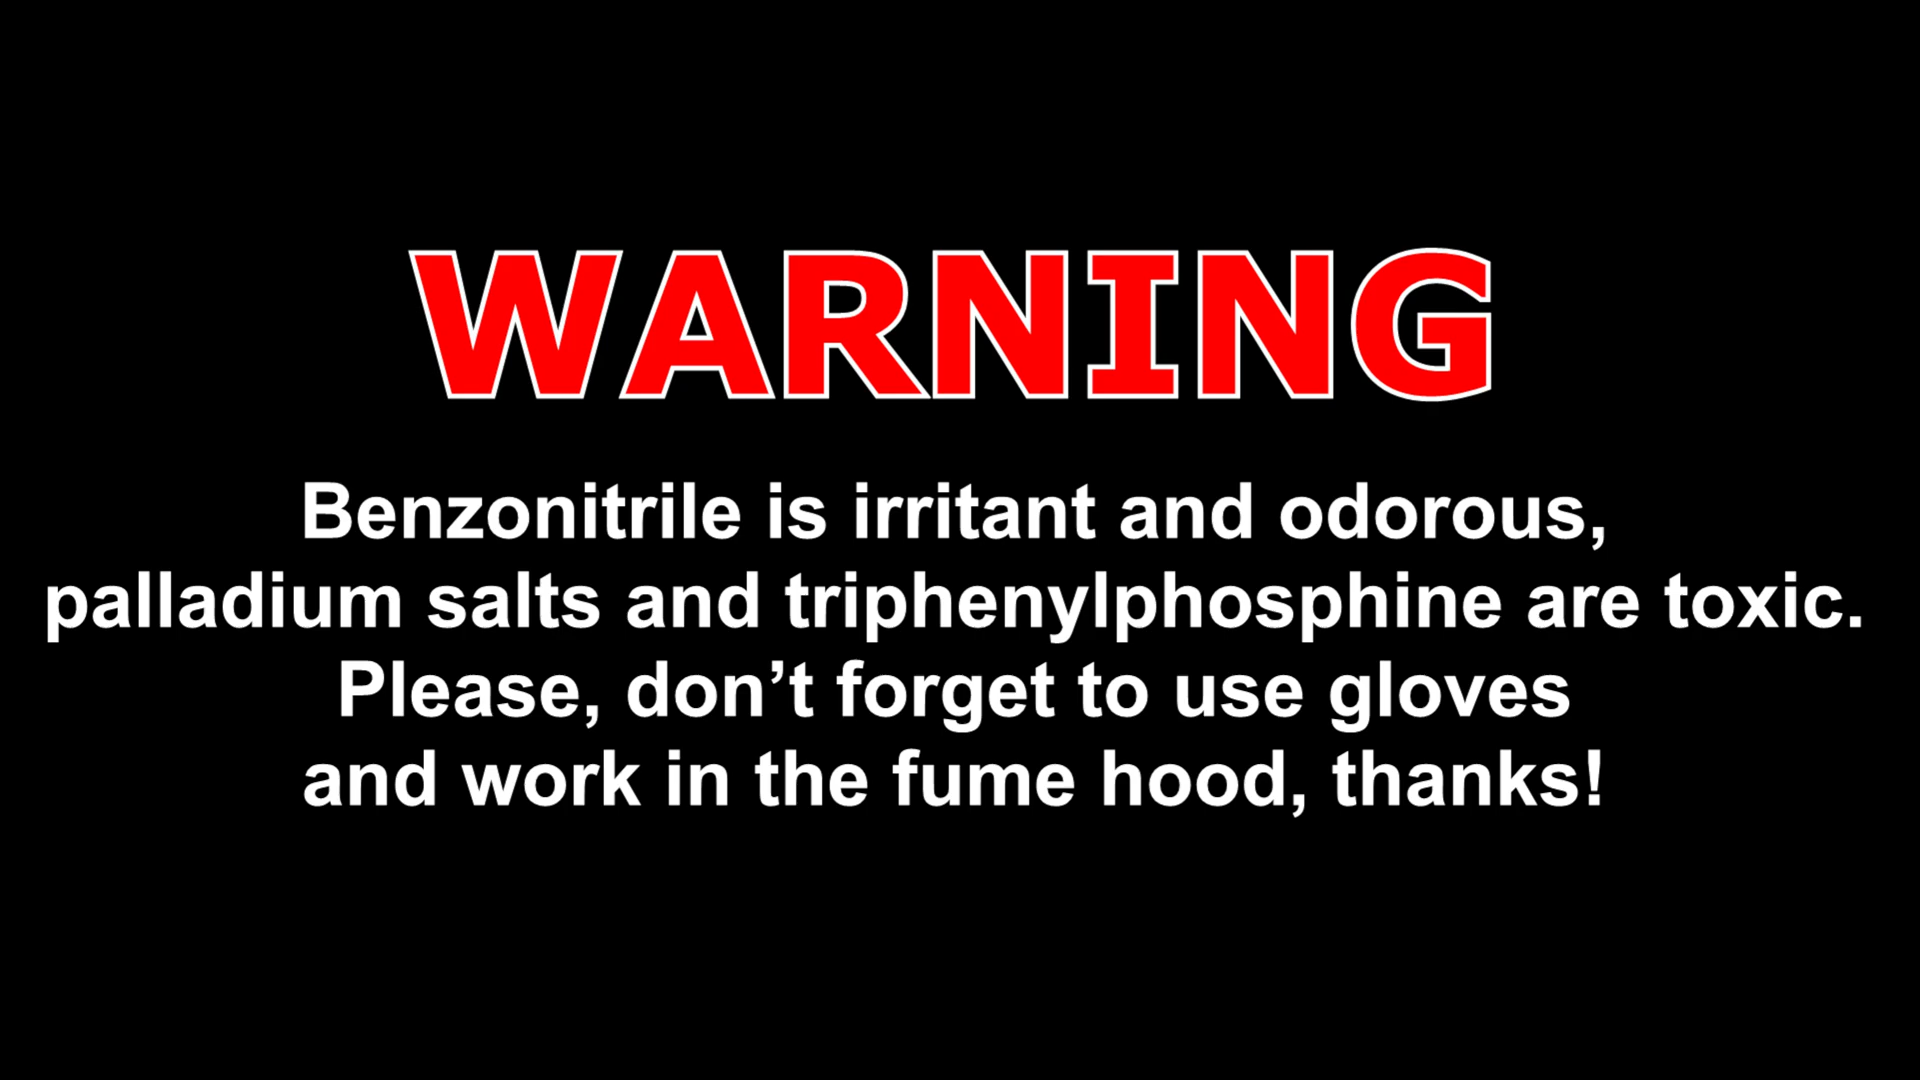 WARNING
Benzonitrile is irritant and odorous,
palladium salts and triphenylphosphine are toxic.
Please, don’t forget to use gloves
and work in the fume hood, thanks!